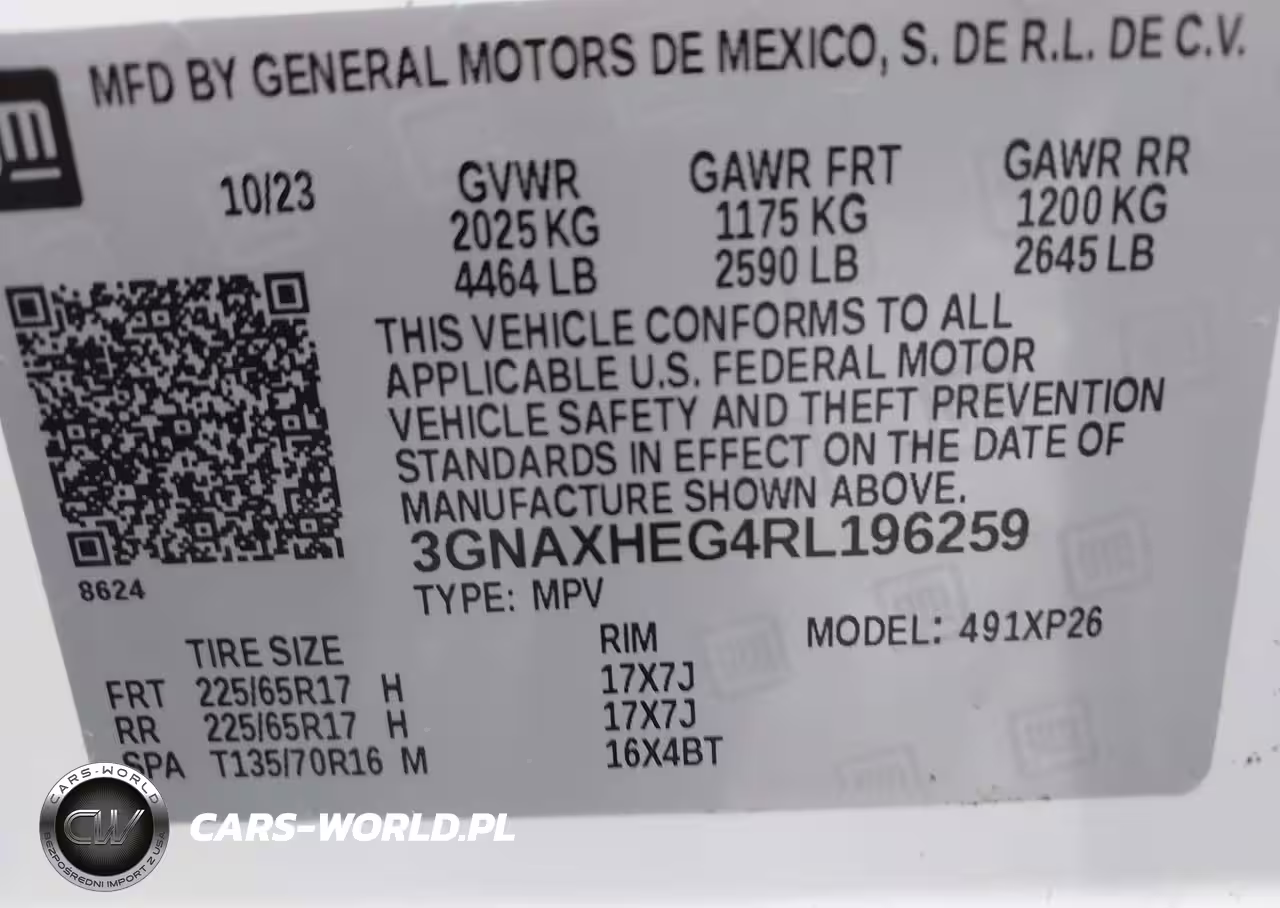 MFD BY GENERAL MOTORS DE MEXICO, S. DE R.L. DE C.V.
gm
10/23
GVWR
2025 KG
4464 LB
GAWR FRT
1175 KG
2590 LB
GAWR RR
1200 KG
2645 LB
THIS VEHICLE CONFORMS TO ALL
APPLICABLE U.S. FEDERAL MOTOR
VEHICLE SAFETY AND THEFT PREVENTION
STANDARDS IN EFFECT ON THE DATE OF
MANUFACTURE SHOWN ABOVE.
3GNAXHEG4RL196259
8624
TYPE: MPV
MODEL: 491XP26
TIRE SIZE RIM
FRT 225/65R17 H 17X7J
RR 225/65R17 H 17X7J
SPA T135/70R16 M 16X4BT
CARS-WORLD
CW
BEZPOŚREDNI IMPORT Z USA
CARS-WORLD.PL